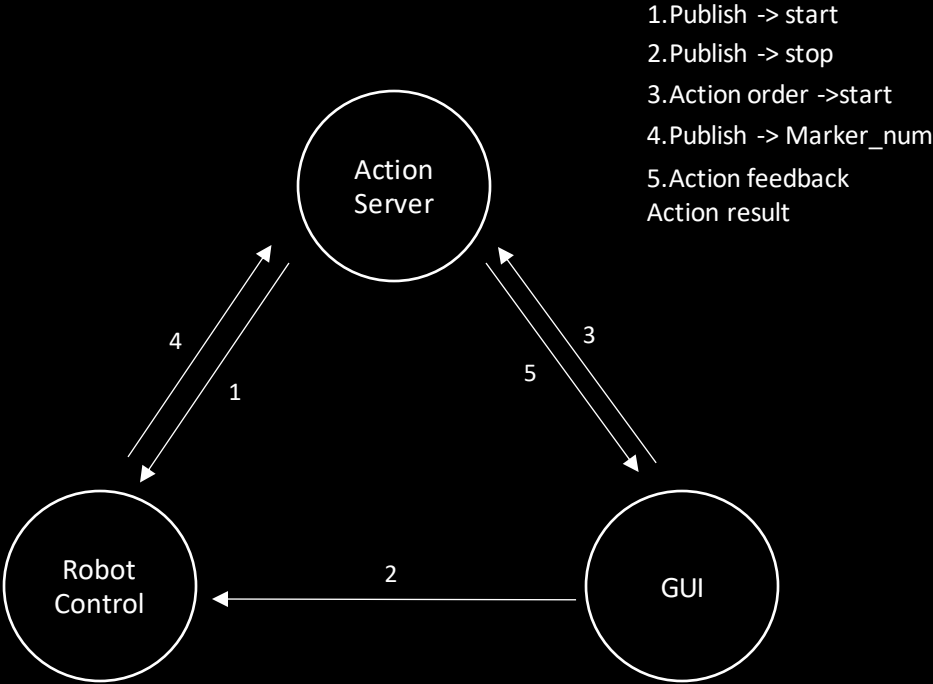 1.Publish -> start
2.Publish -> stop
3.Action order ->start
4.Publish -> Marker_num
5.Action feedback
Action result
Action
Server
4
1
3
5
Robot
Control
2
GUI